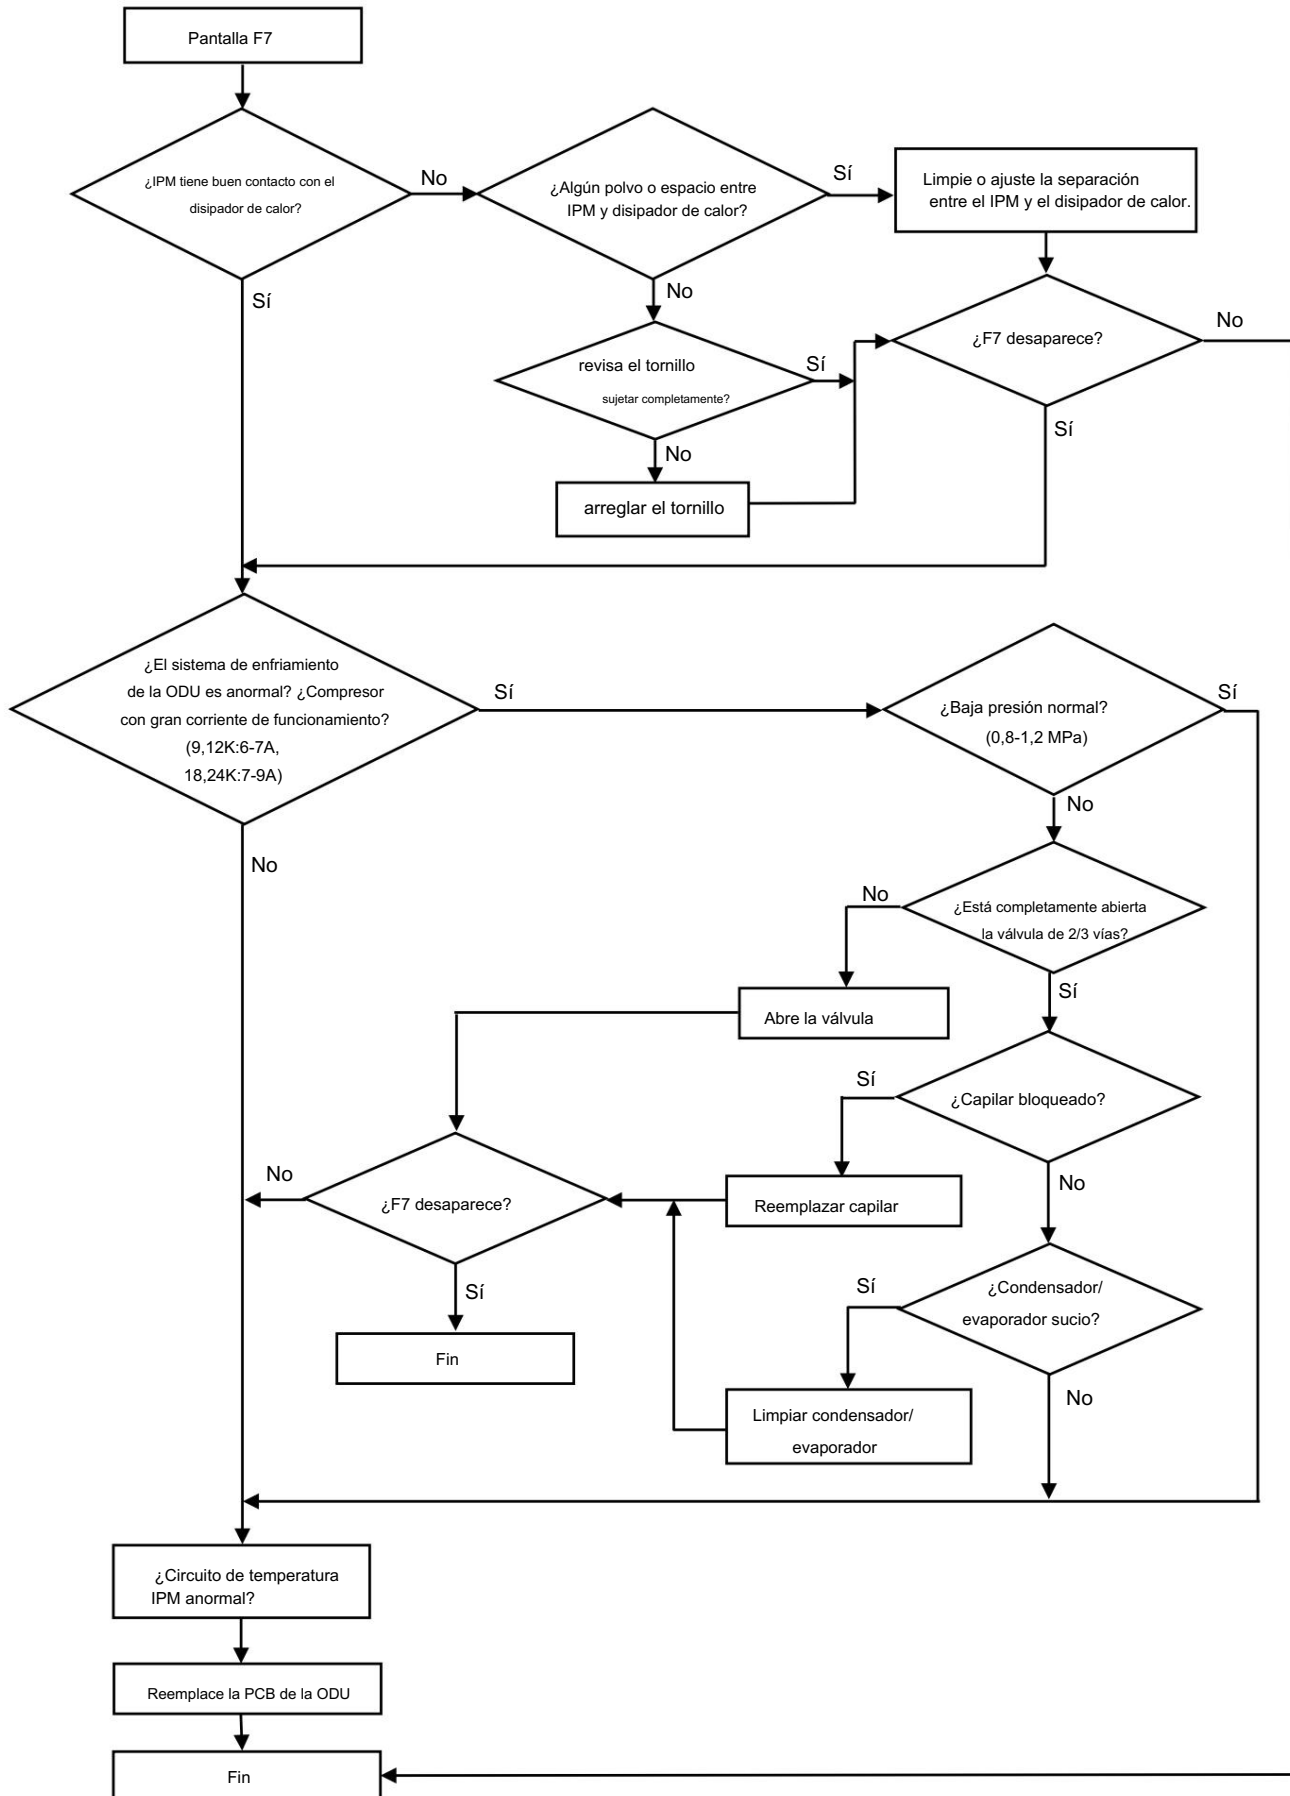 Pantalla F7
¿IPM tiene buen contacto con el
disipador de calor?
No
¿Algún polvo o espacio entre
IPM y disipador de calor?
Sí
Limpie o ajuste la separación
entre el IPM y el disipador de calor.
Sí
No
revisa el tornillo
sujetar completamente?
Sí
¿F7 desaparece?
No
Sí
No
arreglar el tornillo
¿El sistema de enfriamiento
de la ODU es anormal? ¿Compresor
con gran corriente de funcionamiento?
(9,12K:6-7A,
18,24K:7-9A)
Sí
¿Baja presión normal?
(0,8-1,2 MPa)
Sí
No
No
No
¿Está completamente abierta
la válvula de 2/3 vías?
Sí
Abre la válvula
Sí
¿Capilar bloqueado?
No
¿F7 desaparece?
Reemplazar capilar
No
Sí
Sí
¿Condensador/
evaporador sucio?
Fin
No
Limpiar condensador/
evaporador
¿Circuito de temperatura
IPM anormal?
Reemplace la PCB de la ODU
Fin